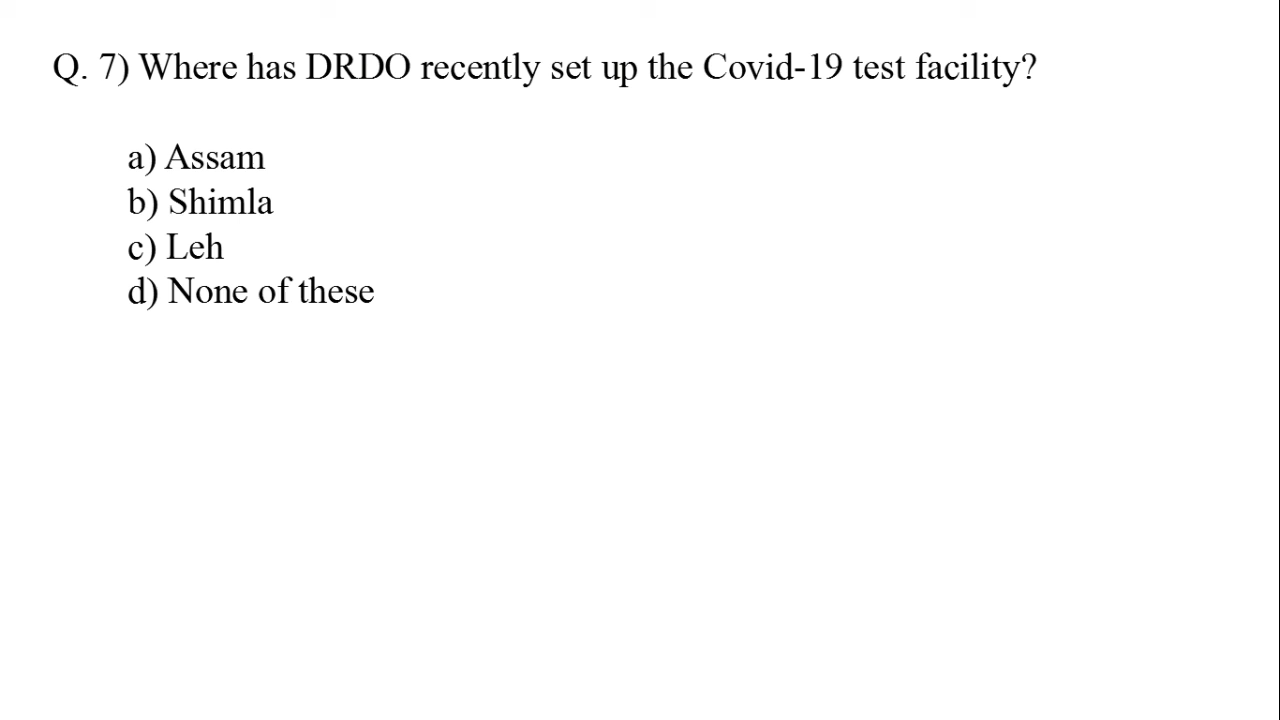 Q. 7) Where has DRDO recently set up the Covid-19 test facility?
a) Assam
b) Shimla
c) Leh
d) None of these